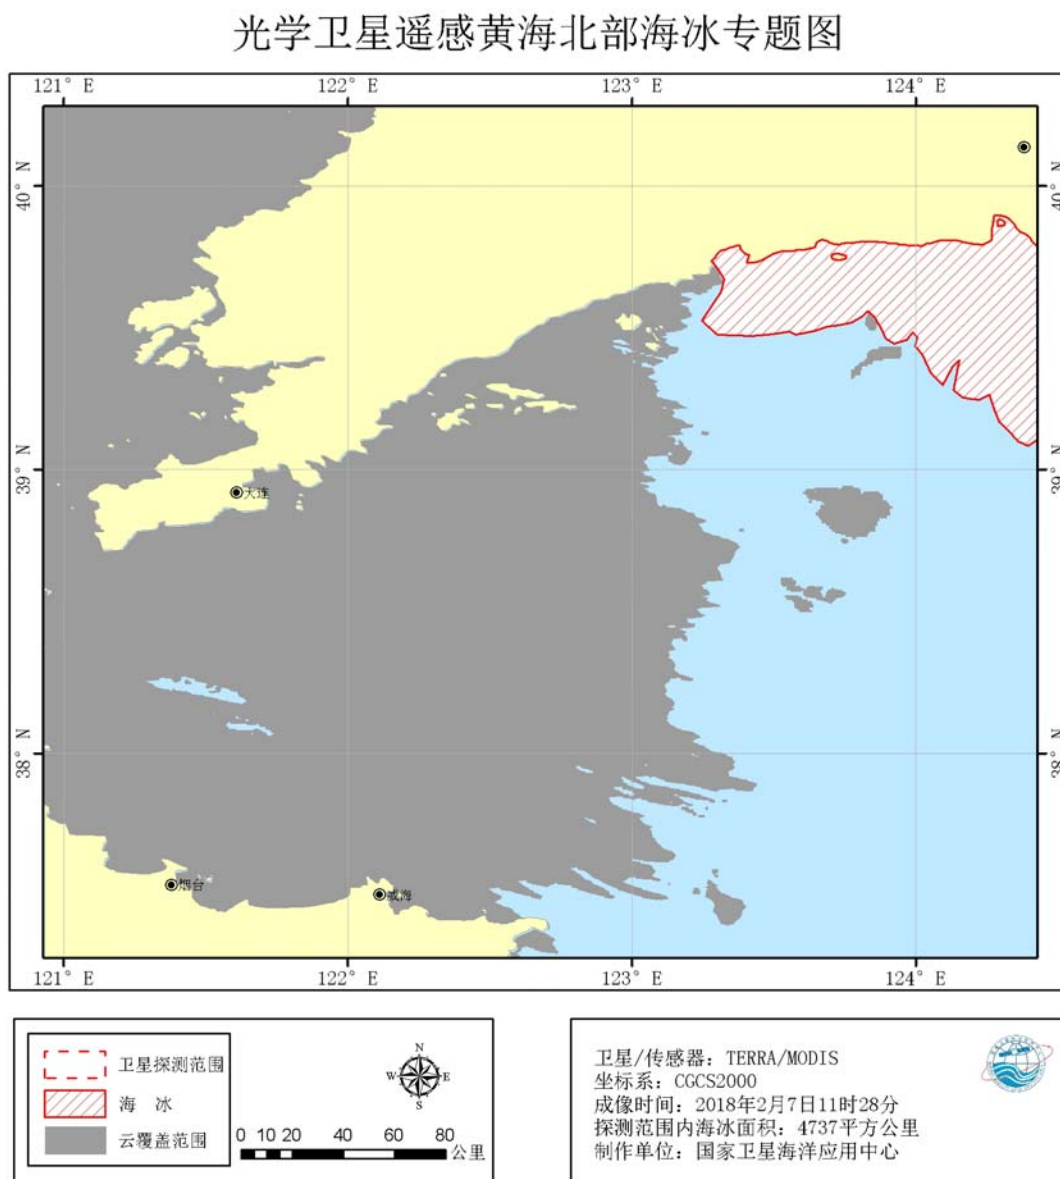 光学卫星遥感黄海北部海冰专题图
121° E 122° E 123° E 124° E
40° N 40° N
39° N 39° N
大连
38° N 38° N
烟台 威海
121° E 122° E 123° E 124° E
卫星探测范围
海 冰
云覆盖范围
N
W E
S
0 10 20 40 60 80
公里
卫星/传感器：TERRA/MODIS
坐标系：CGCS2000
成像时间：2018年2月7日11时28分
探测范围内海冰面积：4737平方公里
制作单位：国家卫星海洋应用中心